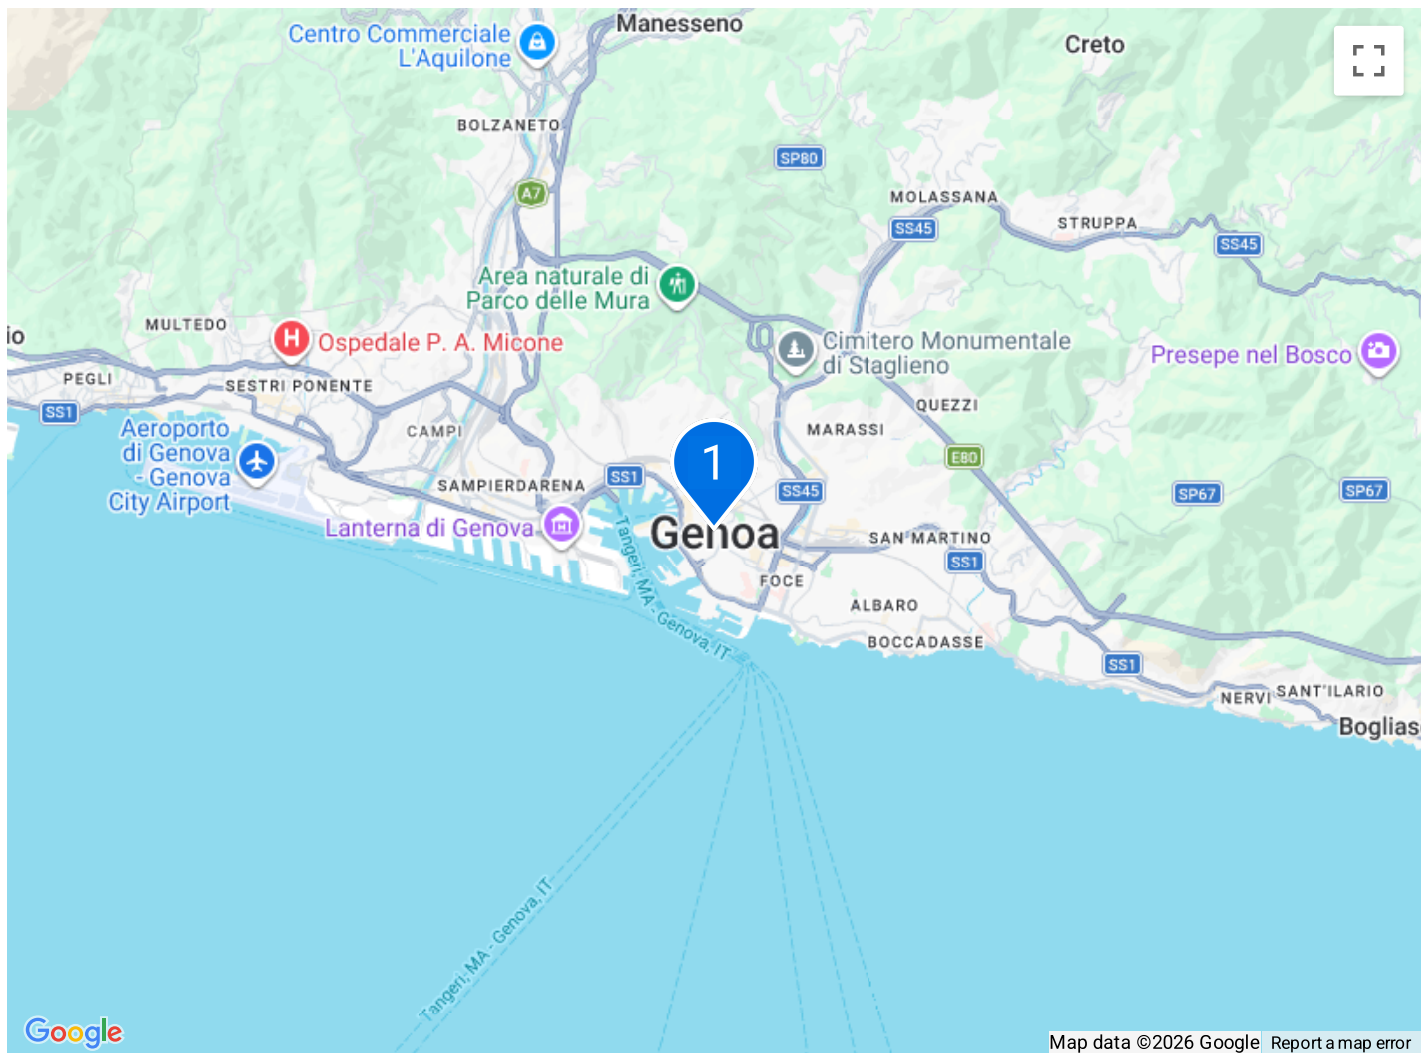 Manesseno
Centro Commerciale
L'Aquilone
Creto
BOLZANETO
SP80
A7
MOLASSANA
STRUPPA
SS45
SS45
Area naturale di
Parco delle Mura
MULTEDO
io
Ospedale P. A. Micone
Cimitero Monumentale
di Staglieno
Presepe nel Bosco
PEGLI
SESTRI PONENTE
SS1
QUEZZI
Aeroporto
di Genova
- Genova
City Airport
CAMPI
MARASSI
1
E80
SAMPIERDARENA
SS1
SS45
SP67
SP67
Lanterna di Genova
Genoa
SAN MARTINO
SS1
FOCE
Tangeri, MA - Genova, IT
ALBARO
BOCCADASSE
SS1
NERVI
SANT'ILARIO
Boglias
Tangeri, MA - Genova, IT
Google
Map data ©2026 Google
Report a map error